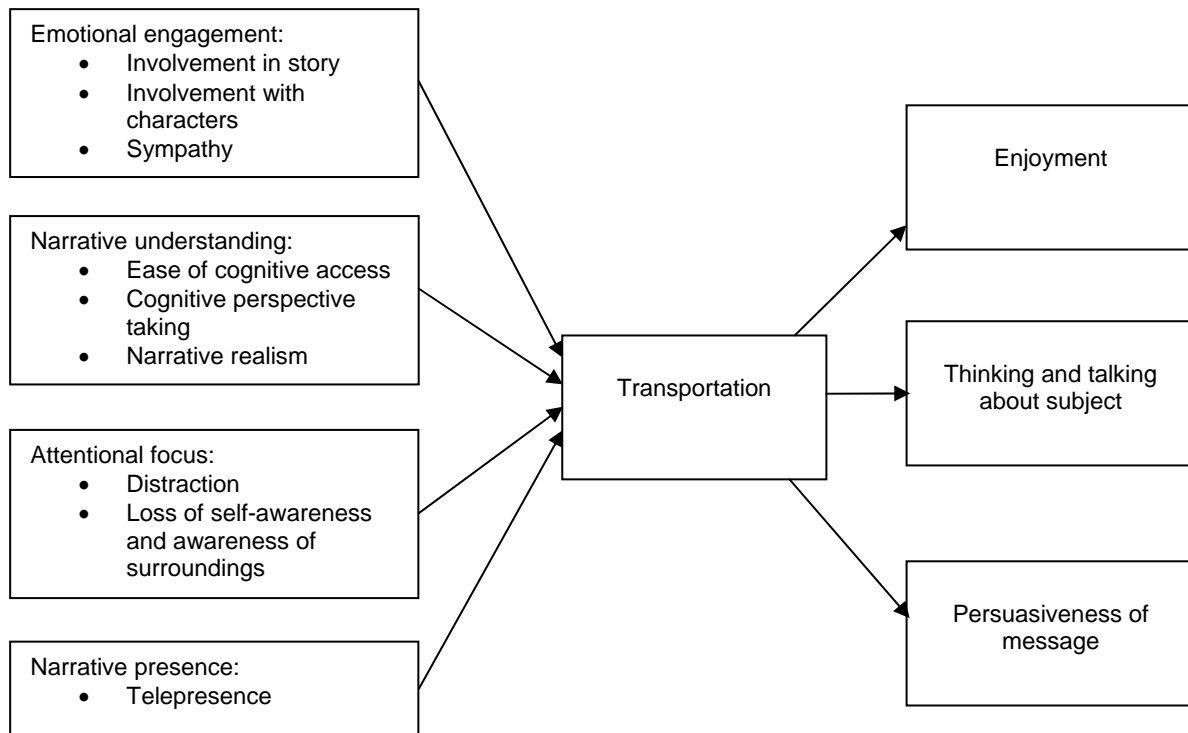 Emotional engagement:
• Involvement in story
• Involvement with
characters
• Sympathy
Narrative understanding:
• Ease of cognitive access
• Cognitive perspective
taking
• Narrative realism
Attentional focus:
• Distraction
• Loss of self-awareness
and awareness of
surroundings
Narrative presence:
• Telepresence
Transportation
Enjoyment
Thinking and talking
about subject
Persuasiveness of
message